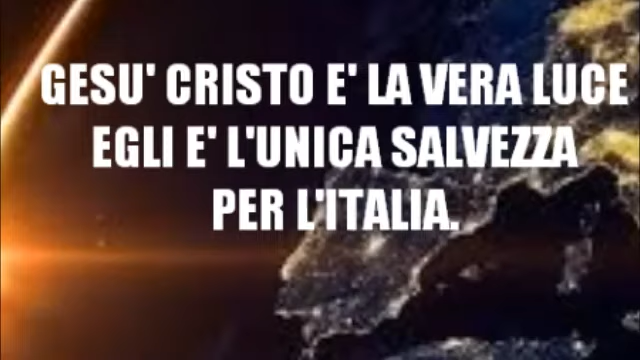 GESU' CRISTO E' LA VERA LUCE
EGLI E' L'UNICA SALVEZZA
PER L'ITALIA.